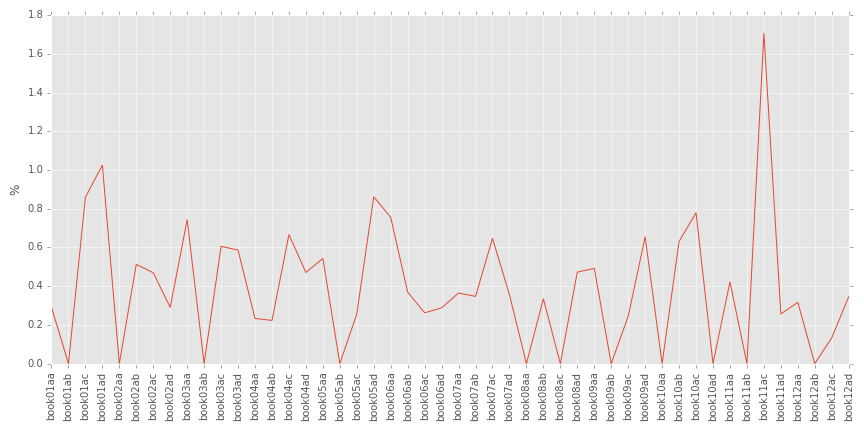 1.8
1.6
1.4
1.2
1.0
0.8
0.6
0.4
0.2
0.0
%
book01aa
book01ab
book01ac
book01ad
book02aa
book02ab
book02ac
book02ad
book03aa
book03ab
book03ac
book03ad
book04aa
book04ab
book04ac
book04ad
book05aa
book05ab
book05ac
book05ad
book06aa
book06ab
book06ac
book06ad
book07aa
book07ab
book07ac
book07ad
book08aa
book08ab
book08ac
book08ad
book09aa
book09ab
book09ac
book09ad
book10aa
book10ab
book10ac
book10ad
book11aa
book11ab
book11ac
book11ad
book12aa
book12ab
book12ac
book12ad